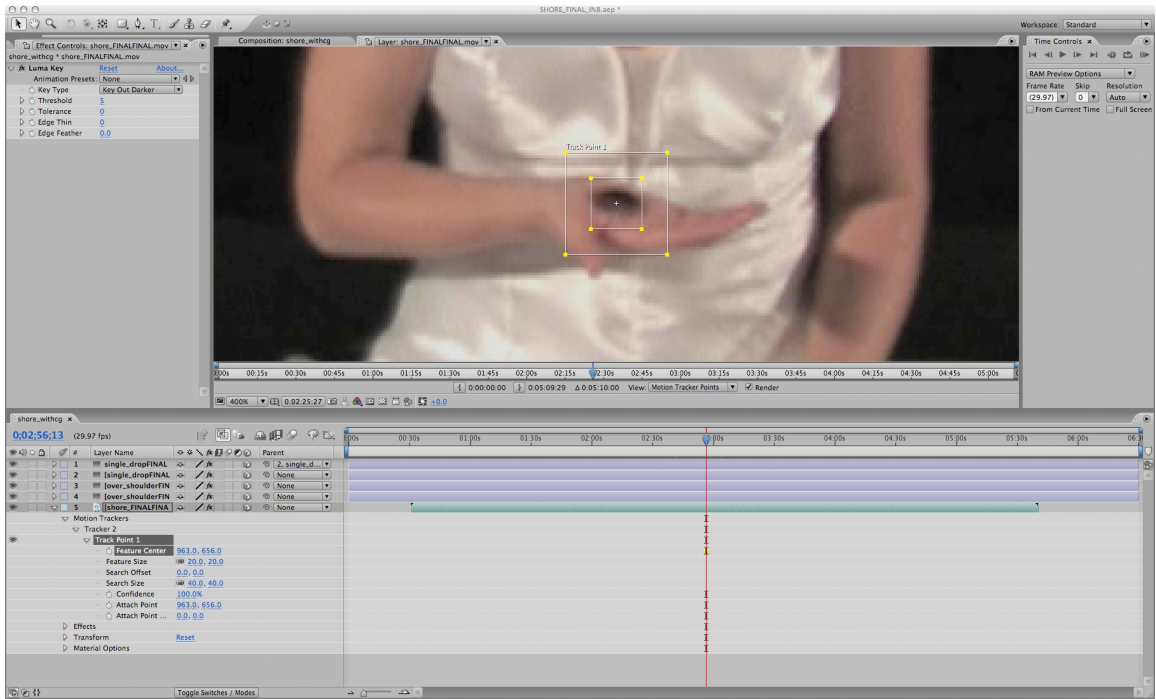 SHORE_FINAL_IN8.aep *
Workspace: Standard
Effect Controls: shore_FINALFINAL.mov
shore_withcg * shore_FINALFINAL.mov
fx Luma Key Reset About...
Animation Presets: None
Key Type Key Out Darker
Threshold 5
Tolerance 0
Edge Thin 0
Edge Feather 0.0
Composition: shore_withcg
Layer: shore_FINALFINAL.mov
Track Point 1
00:15s 00:30s 00:45s 01:00s 01:15s 01:30s 01:45s 02:00s 02:15s 2:30s 02:45s 03:00s 03:15s 03:30s 03:45s 04:00s 04:15s 04:30s 04:45s 05:00s
0:00:00:00 0:05:09:29 Δ 0:05:10:00 View: Motion Tracker Points Render
400% 0:02:25:27 +0.0
Time Controls
RAM Preview Options
Frame Rate Skip Resolution
(29.97) 0 Auto
From Current Time Full Screen
shore_withcg
0;02;56;13 (29.97 fps)
00:30s 01:00s 01:30s 02:00s 02:30s 03:30s 04:00s 04:30s 05:00s 05:30s 06:00s
# Layer Name Parent
1 single_dropFINAL 2. single_d...
2 [single_dropFINAL None
3 [over_shoulderFIN None
4 [over_shoulderFIN None
5 [shore_FINALFINA None
Motion Trackers
Tracker 2
Track Point 1
Feature Center 963.0, 656.0
Feature Size 20.0, 20.0
Search Offset 0.0, 0.0
Search Size 40.0, 40.0
Confidence 100.0%
Attach Point 963.0, 656.0
Attach Point ... 0.0, 0.0
Effects
Transform Reset
Material Options
Toggle Switches / Modes